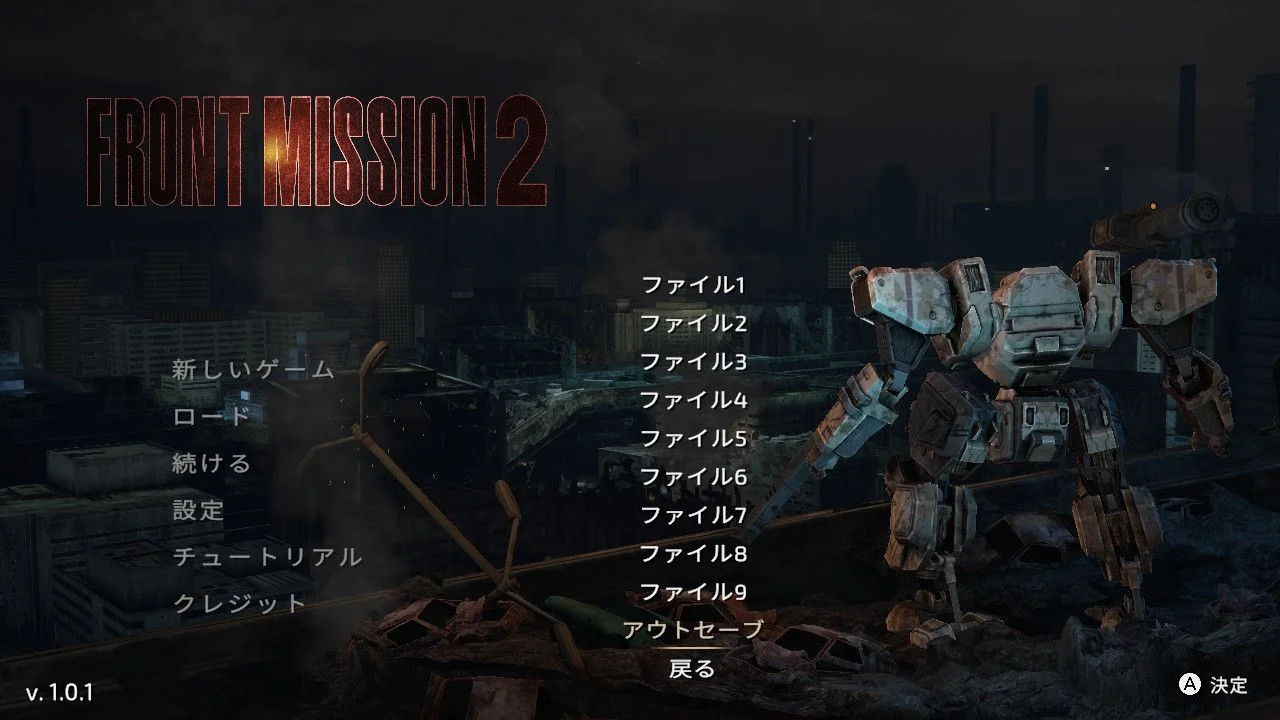 FRONT MISSION 2
新しいゲーム
ロード
続ける
設定
チュートリアル
クレジット
ファイル1
ファイル2
ファイル3
ファイル4
ファイル5
ファイル6
ファイル7
ファイル8
ファイル9
アウトセーブ
戻る
v. 1.0.1
A 決定